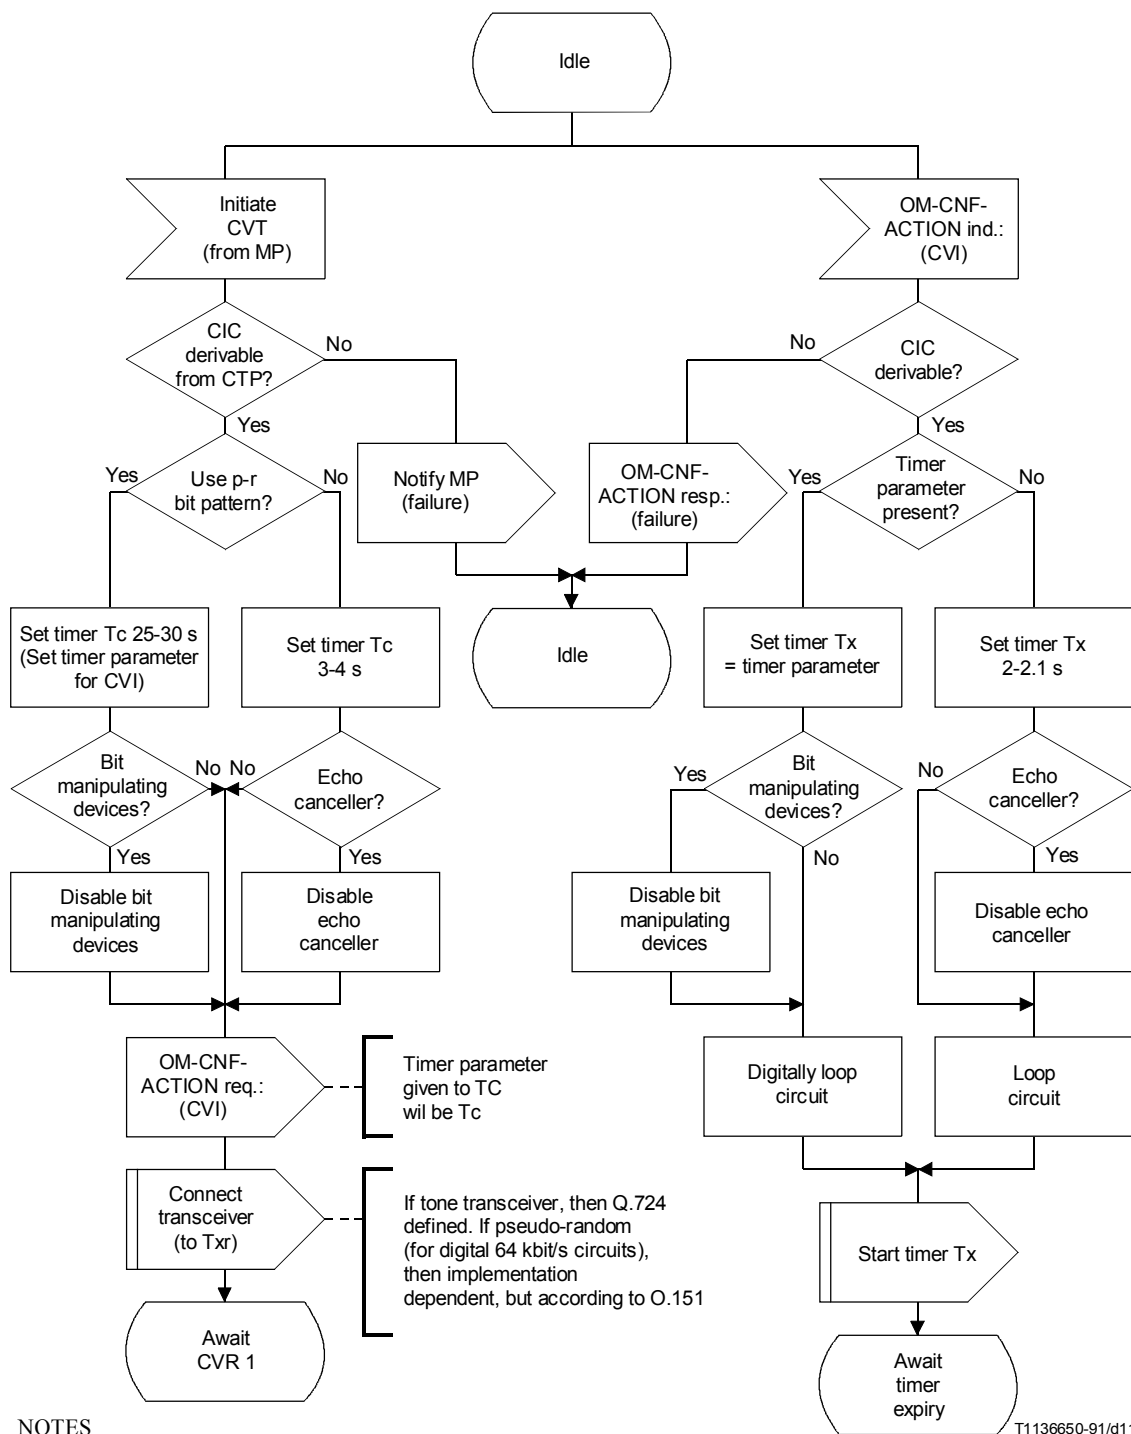 Idle
Initiate
CVT
(from MP)
OM-CNF-
ACTION ind.:
(CVI)
CIC
derivable
from CTP?
No
Yes
No
CIC
derivable?
Yes
Yes
Use p-r
bit pattern?
No
Notify MP
(failure)
OM-CNF-
ACTION resp.:
(failure)
Yes
Timer
parameter
present?
No
Set timer Tc 25-30 s
(Set timer parameter
for CVI)
Set timer Tc
3-4 s
Idle
Set timer Tx
= timer parameter
Set timer Tx
2-2.1 s
Bit
manipulating
devices?
No
No
Echo
canceller?
Yes
Bit
manipulating
devices?
No
Echo
canceller?
Yes
Yes
No
Yes
Disable bit
manipulating
devices
Disable
echo
canceller
Disable bit
manipulating
devices
Disable echo
canceller
OM-CNF-
ACTION req.:
(CVI)
Timer parameter
given to TC
wil be Tc
Digitally loop
circuit
Loop
circuit
Connect
transceiver
(to Txr)
If tone transceiver, then Q.724
defined. If pseudo-random
(for digital 64 kbit/s circuits),
then implementation
dependent, but according to O.151
Start timer Tx
Await
CVR 1
Await
timer
expiry
NOTES
T1136650-91/d11